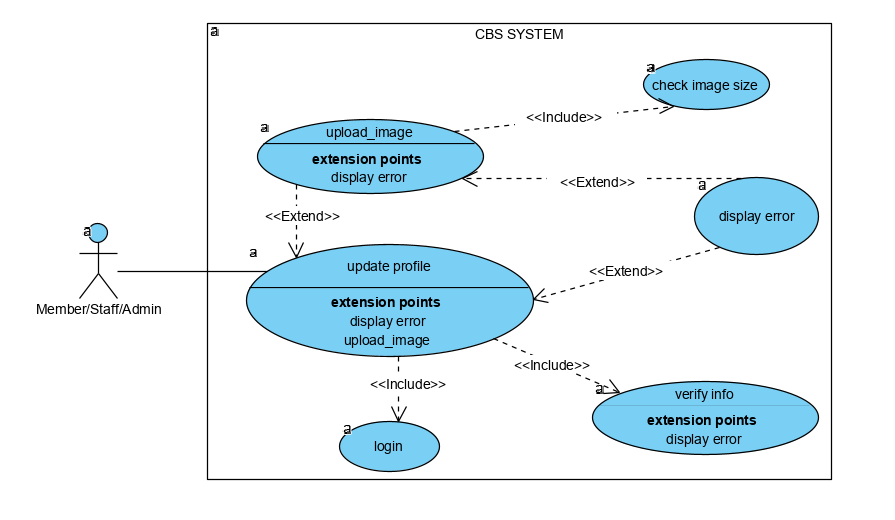 a
CBS SYSTEM
a
check image size
<<Include>>
a
upload_image
extension points
display error
<<Extend>>
a
display error
<<Extend>>
a
Member/Staff/Admin
a
update profile
extension points
display error
upload_image
<<Extend>>
<<Include>>
<<Include>>
a
verify info
extension points
display error
a
login